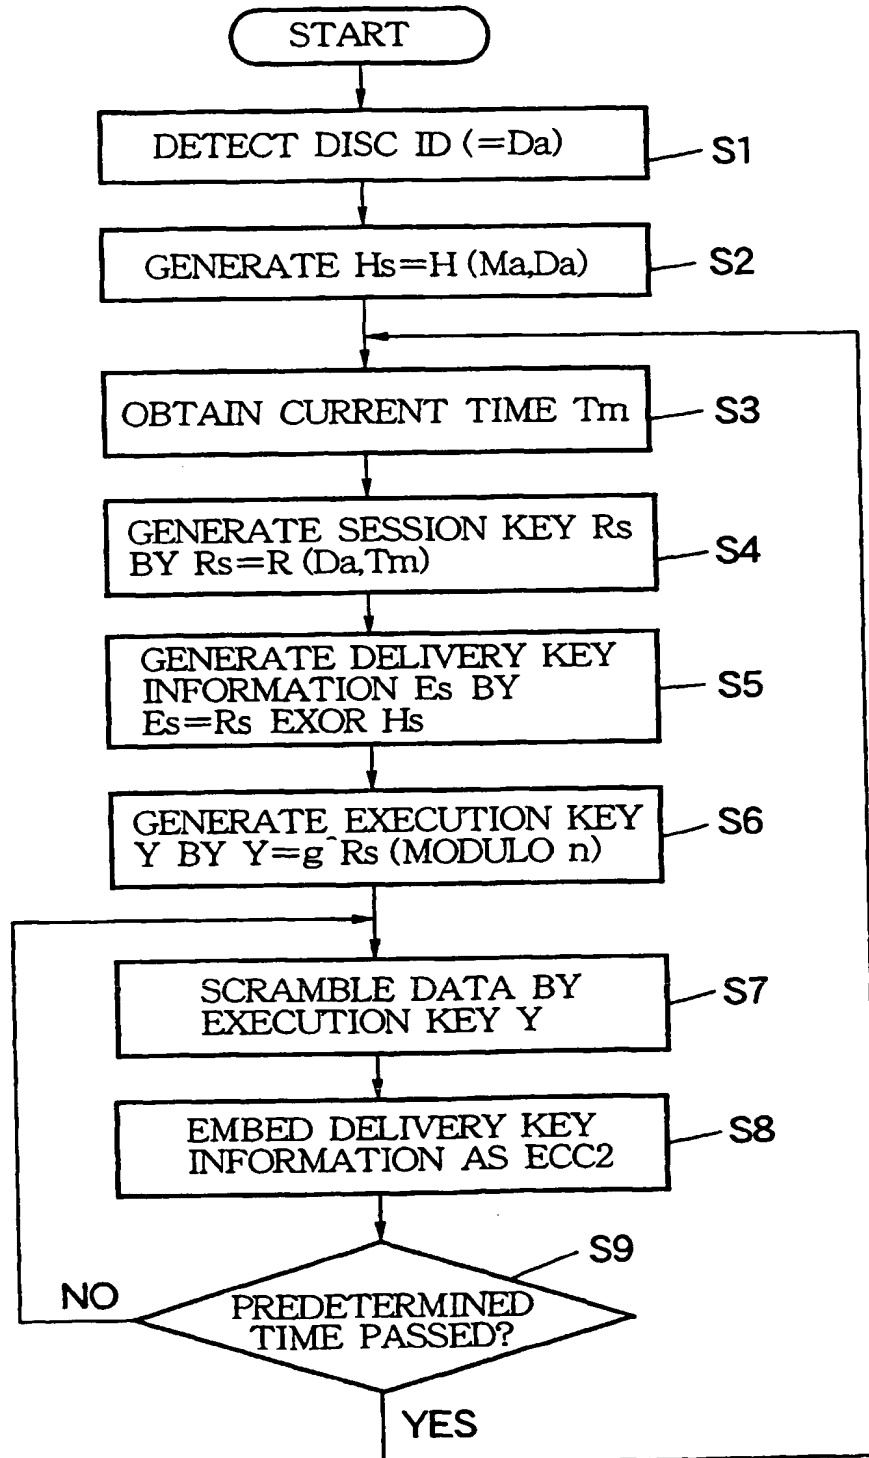 START
DETECT DISC ID (=Da)
S1
GENERATE Hs=H (Ma,Da)
S2
OBTAIN CURRENT TIME Tm
S3
GENERATE SESSION KEY Rs
BY Rs=R (Da,Tm)
S4
GENERATE DELIVERY KEY
INFORMATION Es BY
Es=Rs EXOR Hs
S5
GENERATE EXECUTION KEY
Y BY Y=g^Rs (MODULO n)
S6
SCRAMBLE DATA BY
EXECUTION KEY Y
S7
EMBED DELIVERY KEY
INFORMATION AS ECC2
S8
S9
NO
PREDETERMINED
TIME PASSED?
YES